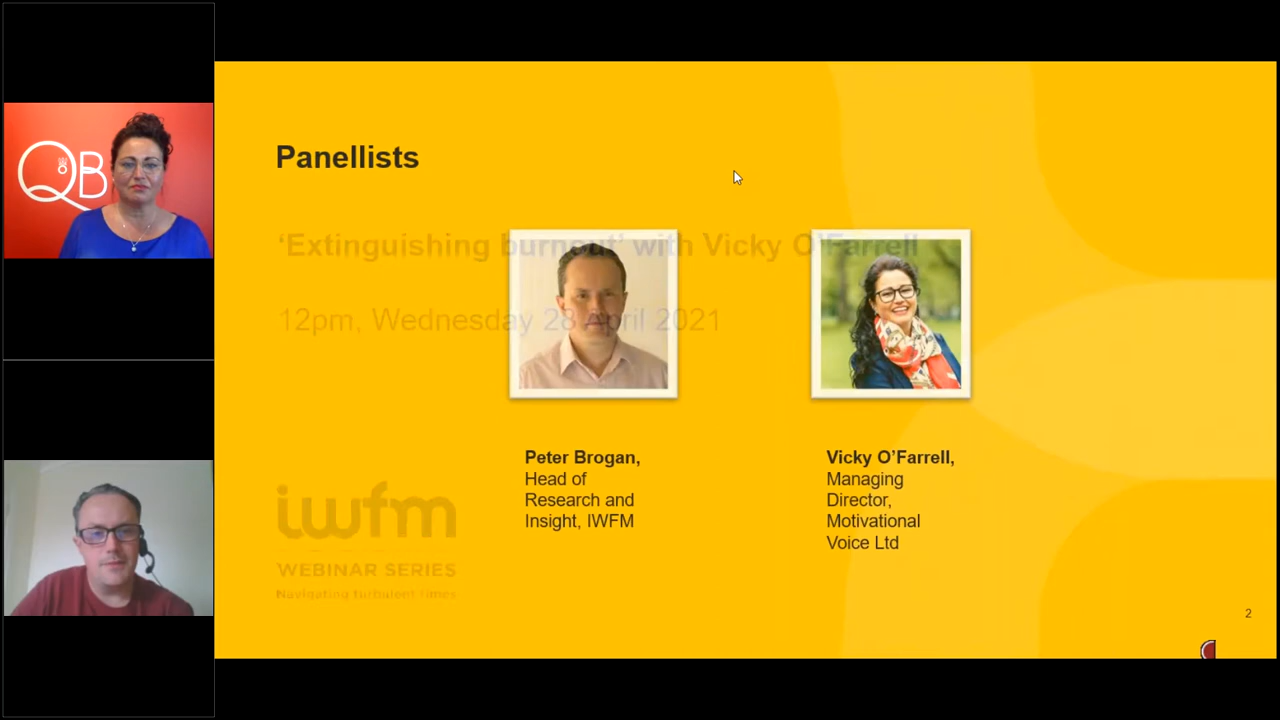 QB
Panellists
‘Extinguishing burnout’ with Vicky O’Farrell
12pm, Wednesday 28 April 2021
Peter Brogan,
Head of
Research and
Insight, IWFM
Vicky O’Farrell,
Managing
Director,
Motivational
Voice Ltd
iwfm
WEBINAR SERIES
Navigating turbulent times
2